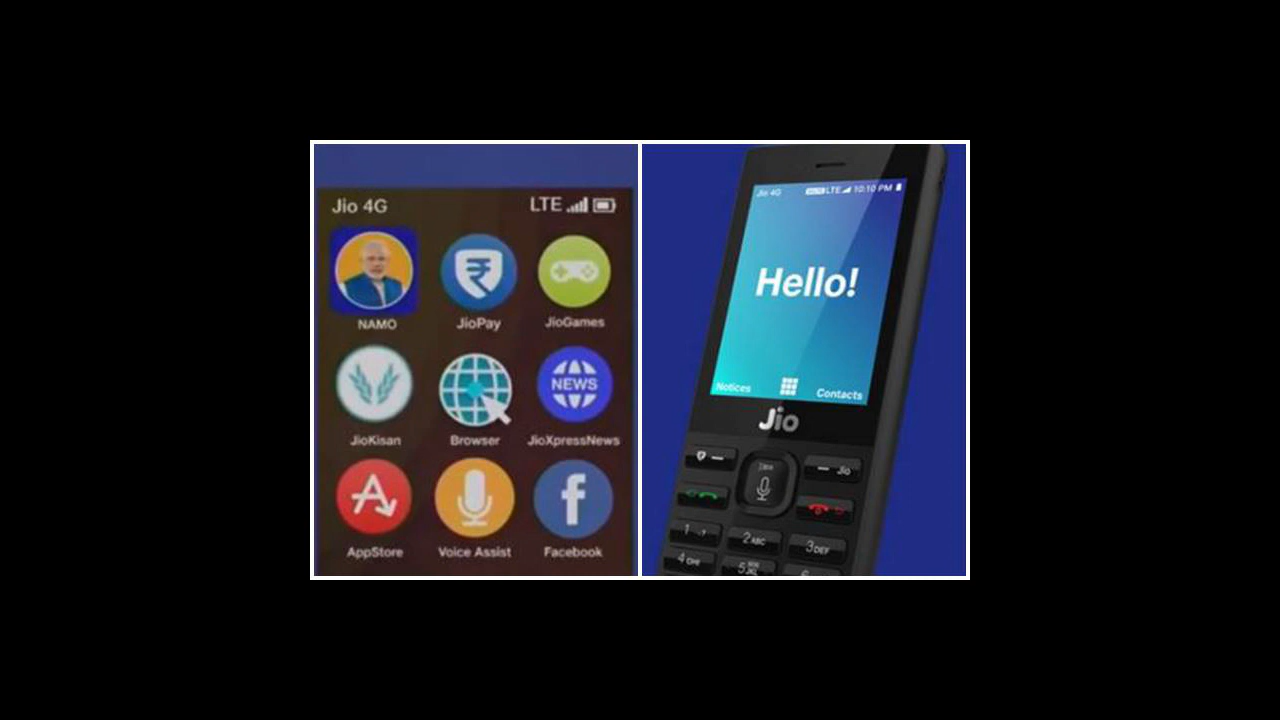 Jio 4G LTE
NAMO JioPay JioGames
NEWS
JioKisan Browser JioXpressNews
AppStore Voice Assist Facebook
Jio 4G LTE 10:10 PM
Hello!
Notices Contacts
Jio
Jio
1 2ABC 3DEF
4GHI 5JKL